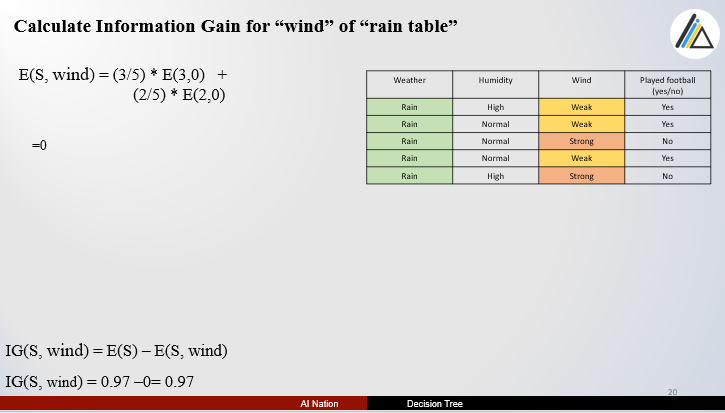 Calculate Information Gain for “wind” of “rain table”
E(S, wind) = (3/5) * E(3,0) +
(2/5) * E(2,0)
=0
Weather Humidity Wind Played football
(yes/no)
Rain High Weak Yes
Rain Normal Weak Yes
Rain Normal Strong No
Rain Normal Weak Yes
Rain High Strong No
IG(S, wind) = E(S) – E(S, wind)
IG(S, wind) = 0.97 –0= 0.97
20
AI Nation Decision Tree